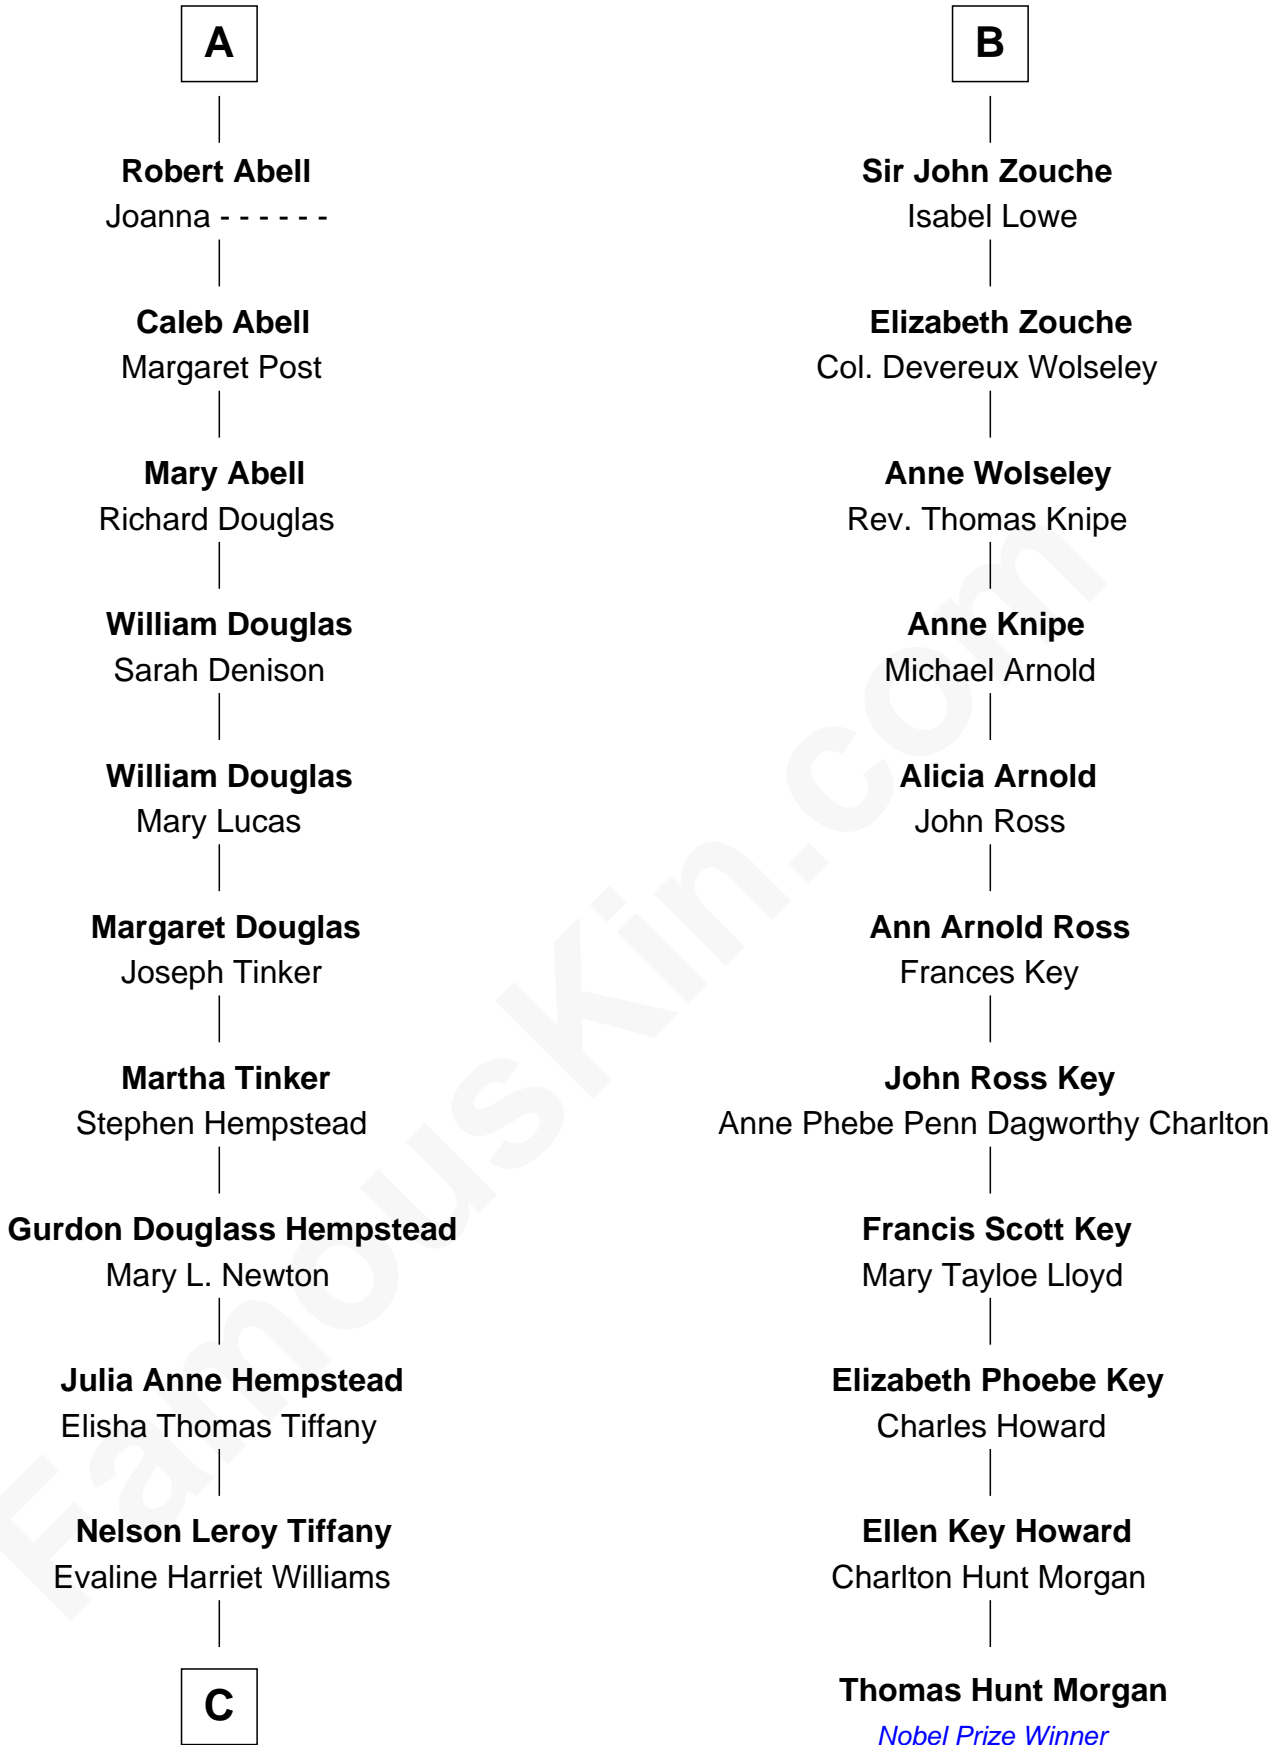 A
Robert Abell
Joanna - - - - - -
Caleb Abell
Margaret Post
Mary Abell
Richard Douglas
William Douglas
Sarah Denison
William Douglas
Mary Lucas
Margaret Douglas
Joseph Tinker
Martha Tinker
Stephen Hempstead
Gurdon Douglass Hempstead
Mary L. Newton
Julia Anne Hempstead
Elisha Thomas Tiffany
Nelson Leroy Tiffany
Evaline Harriet Williams
C
B
Sir John Zouche
Isabel Lowe
Elizabeth Zouche
Col. Devereux Wolseley
Anne Wolseley
Rev. Thomas Knipe
Anne Knipe
Michael Arnold
Alicia Arnold
John Ross
Ann Arnold Ross
Frances Key
John Ross Key
Anne Phebe Penn Dagworthy Charlton
Francis Scott Key
Mary Tayloe Lloyd
Elizabeth Phoebe Key
Charles Howard
Ellen Key Howard
Charlton Hunt Morgan
Thomas Hunt Morgan
Nobel Prize Winner
FamousKin.com